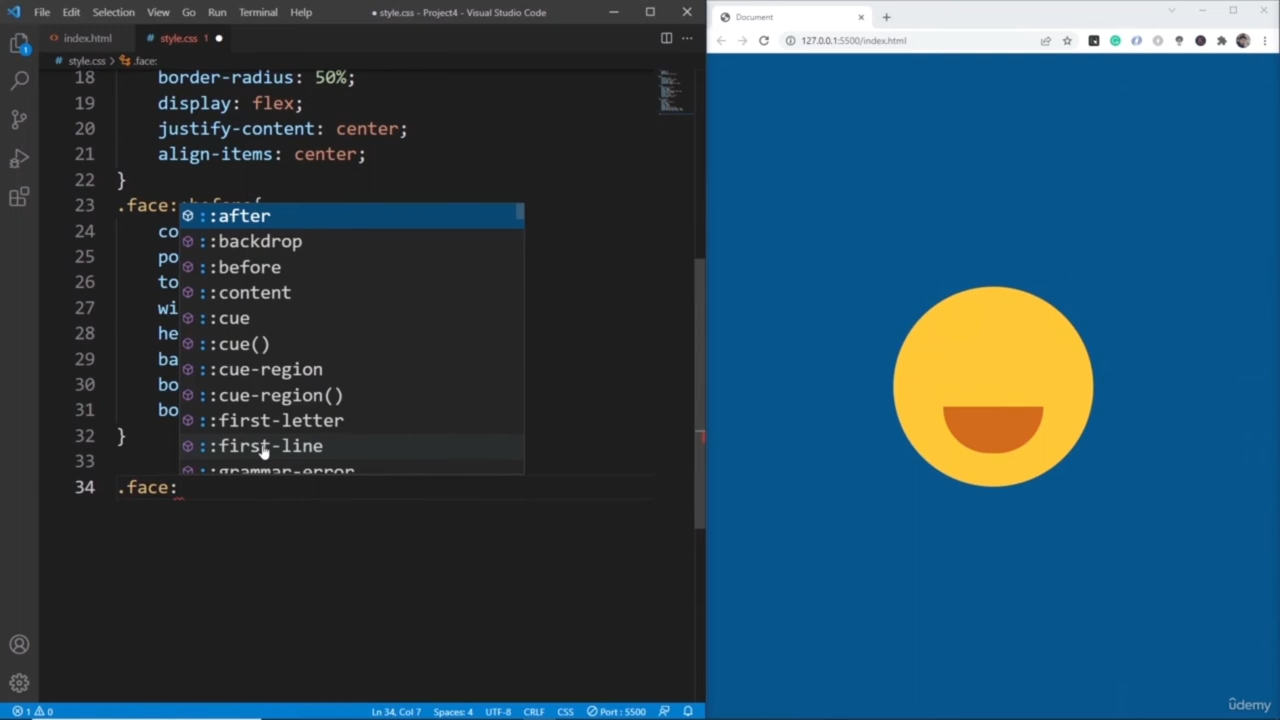 File Edit Selection View Go Run Terminal Help
● style.css - Project4 - Visual Studio Code
Document
index.html
style.css 1
127.0.0.1:5500/index.html
style.css > .face:
18 border-radius: 50%;
19 display: flex;
20 justify-content: center;
21 align-items: center;
22 }
23 .face:
::after
24 co
::backdrop
25 po
::before
26 to
::content
27 wi
::cue
28 he
::cue()
29 ba
::cue-region
30 bo
::cue-region()
31 bo
::first-letter
32 }
::first-line
33
::grammar-error
34 .face:
1 0
Ln 34, Col 7 Spaces: 4 UTF-8 CRLF CSS Port : 5500
udemy